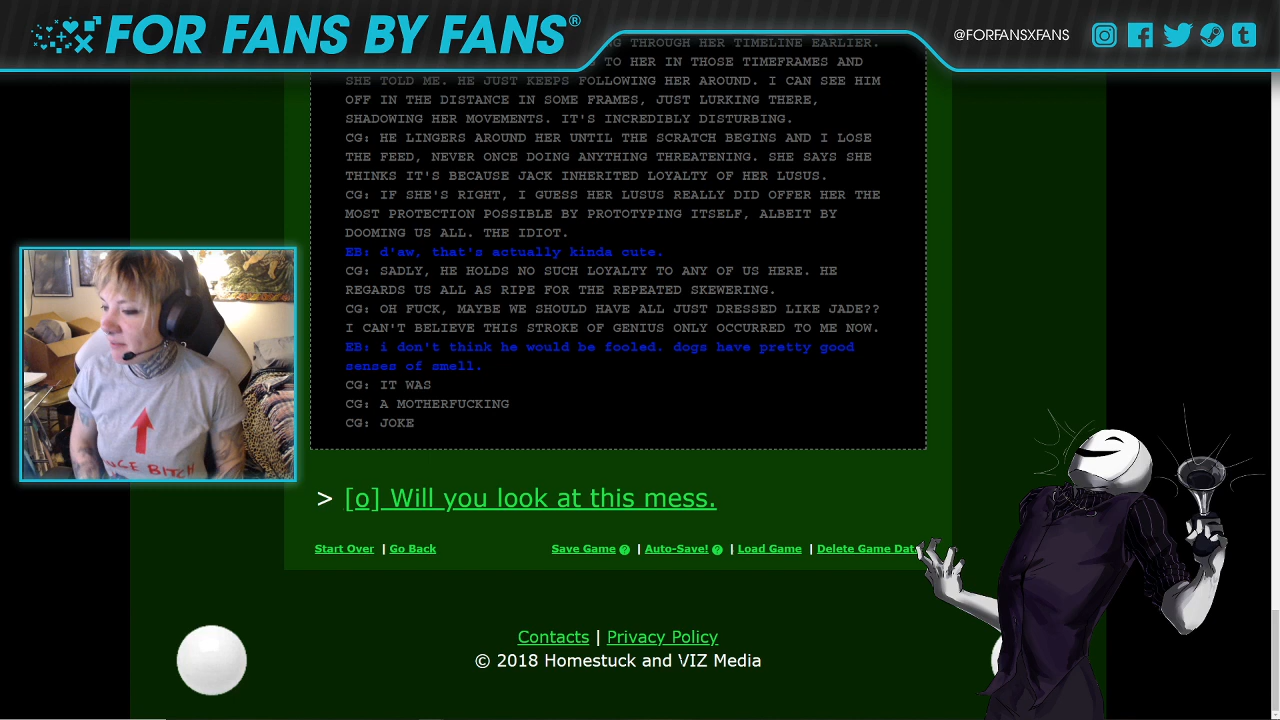 FOR FANS BY FANS®
@FORFANSXFANS
THROUGH HER TIMELINE EARLIER.
TO HER IN THOSE TIMEFRAMES AND
SHE TOLD ME. HE JUST KEEPS FOLLOWING HER AROUND. I CAN SEE HIM
OFF IN THE DISTANCE IN SOME FRAMES, JUST LURKING THERE,
SHADOWING HER MOVEMENTS. IT'S INCREDIBLY DISTURBING.
CG: HE LINGERS AROUND HER UNTIL THE SCRATCH BEGINS AND I LOSE
THE FEED, NEVER ONCE DOING ANYTHING THREATENING. SHE SAYS SHE
THINKS IT'S BECAUSE JACK INHERITED LOYALTY OF HER LUSUS.
CG: IF SHE'S RIGHT, I GUESS HER LUSUS REALLY DID OFFER HER THE
MOST PROTECTION POSSIBLE BY PROTOTYPING ITSELF, ALBEIT BY
DOOMING US ALL. THE IDIOT.
EB: d'aw, that's actually kinda cute.
CG: SADLY, HE HOLDS NO SUCH LOYALTY TO ANY OF US HERE. HE
REGARDS US ALL AS RIPE FOR THE REPEATED SKEWERING.
CG: OH FUCK, MAYBE WE SHOULD HAVE ALL JUST DRESSED LIKE JADE??
I CAN'T BELIEVE THIS STROKE OF GENIUS ONLY OCCURRED TO ME NOW.
EB: i don't think he would be fooled. dogs have pretty good
senses of smell.
CG: IT WAS
CG: A MOTHERFUCKING
CG: JOKE
BITCH
> [o] Will you look at this mess.
Start Over | Go Back
Save Game ? | Auto-Save! ? | Load Game | Delete Game Dat
Contacts | Privacy Policy
© 2018 Homestuck and VIZ Media